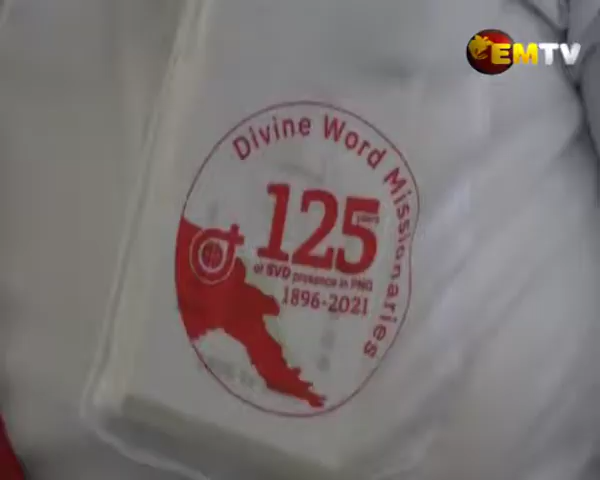 EMTV
Divine Word Missionaries
125
years
of SVD presence in PNG
1896-2021